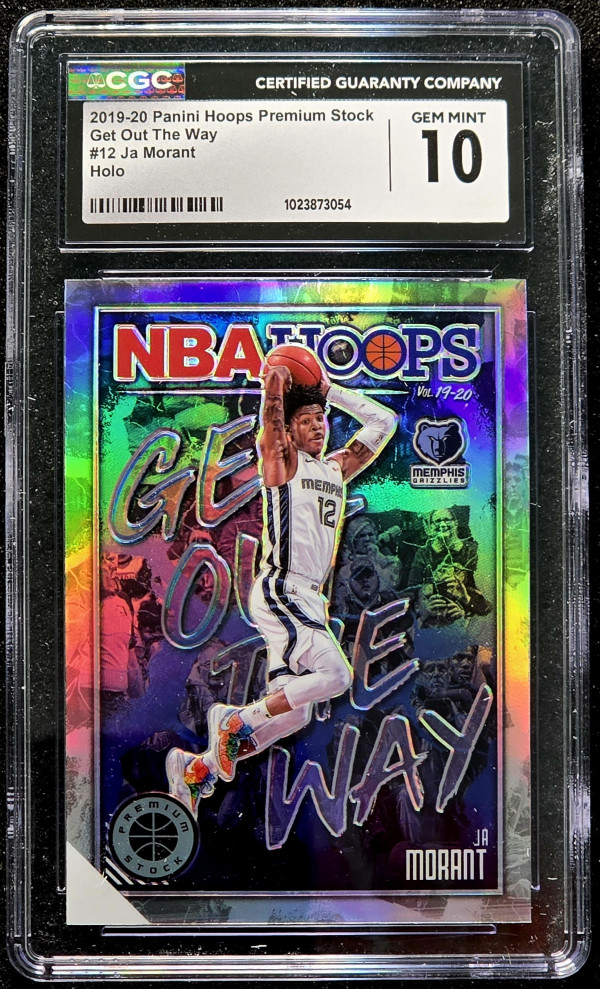 CGC
CERTIFIED GUARANTY COMPANY
2019-20 Panini Hoops Premium Stock
Get Out The Way
#12 Ja Morant
Holo
GEM MINT
10
1023873054
NBA HOOPS
VOL. 19-20
MEMPHIS
GRIZZLIES
MEMPHIS
12
GET
OUT
THE
WAY
PREMIUM
STOCK
JA
MORANT